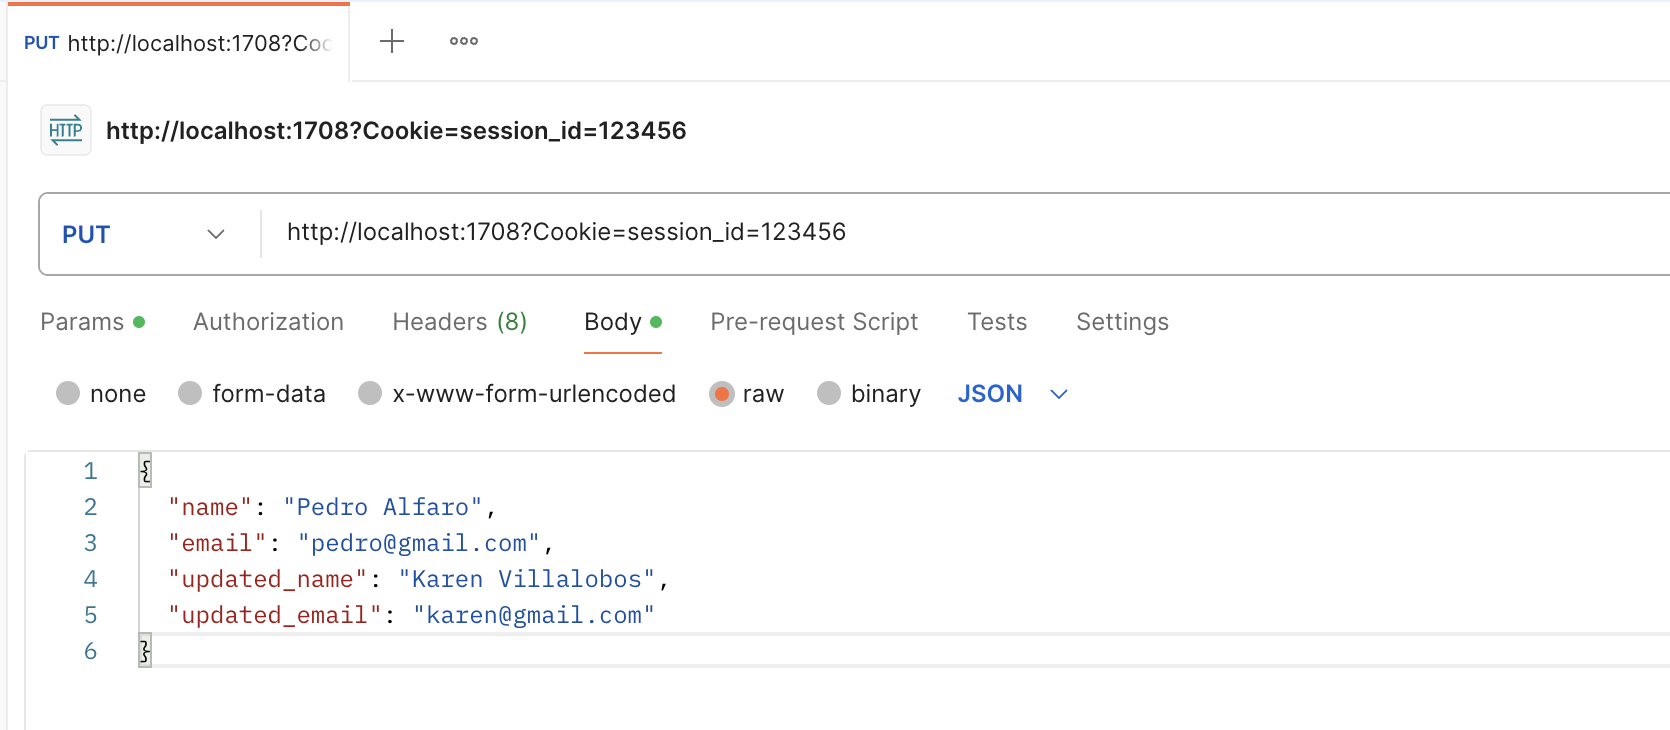 PUT http://localhost:1708?Coo
HTTP http://localhost:1708?Cookie=session_id=123456
PUT http://localhost:1708?Cookie=session_id=123456
Params Authorization Headers (8) Body Pre-request Script Tests Settings
none form-data x-www-form-urlencoded raw binary JSON
1 {
2 "name": "Pedro Alfaro",
3 "email": "pedro@gmail.com",
4 "updated_name": "Karen Villalobos",
5 "updated_email": "karen@gmail.com"
6 }